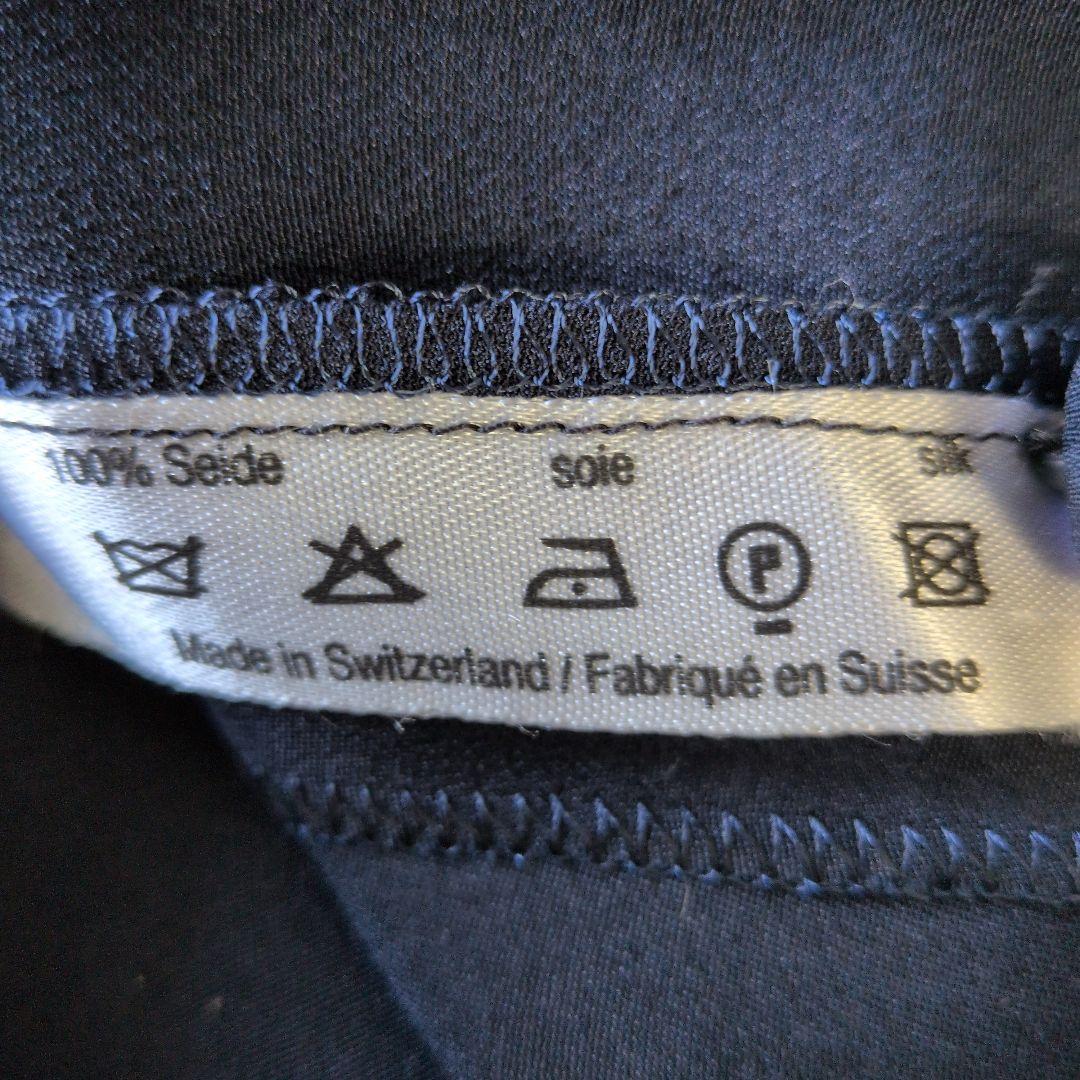 100% Seide soie silk
P
Made in Switzerland / Fabriqué en Suisse